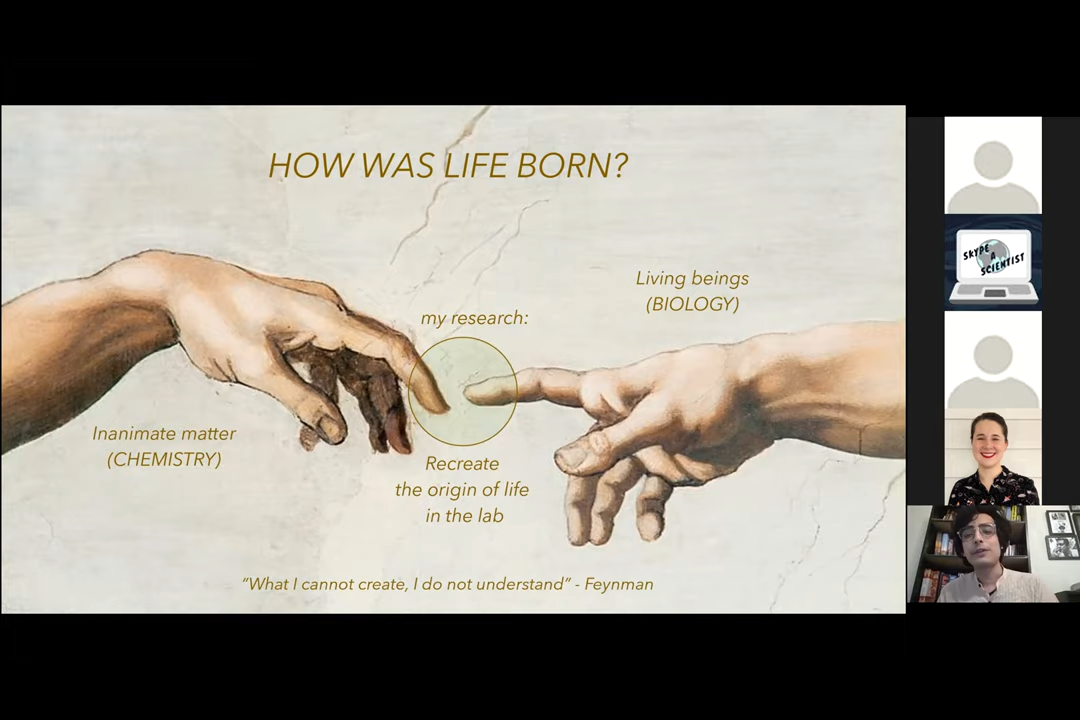 HOW WAS LIFE BORN?
Living beings
(BIOLOGY)
my research:
Inanimate matter
(CHEMISTRY)
Recreate
the origin of life
in the lab
“What I cannot create, I do not understand” - Feynman
SKYPE
A
SCIENTIST